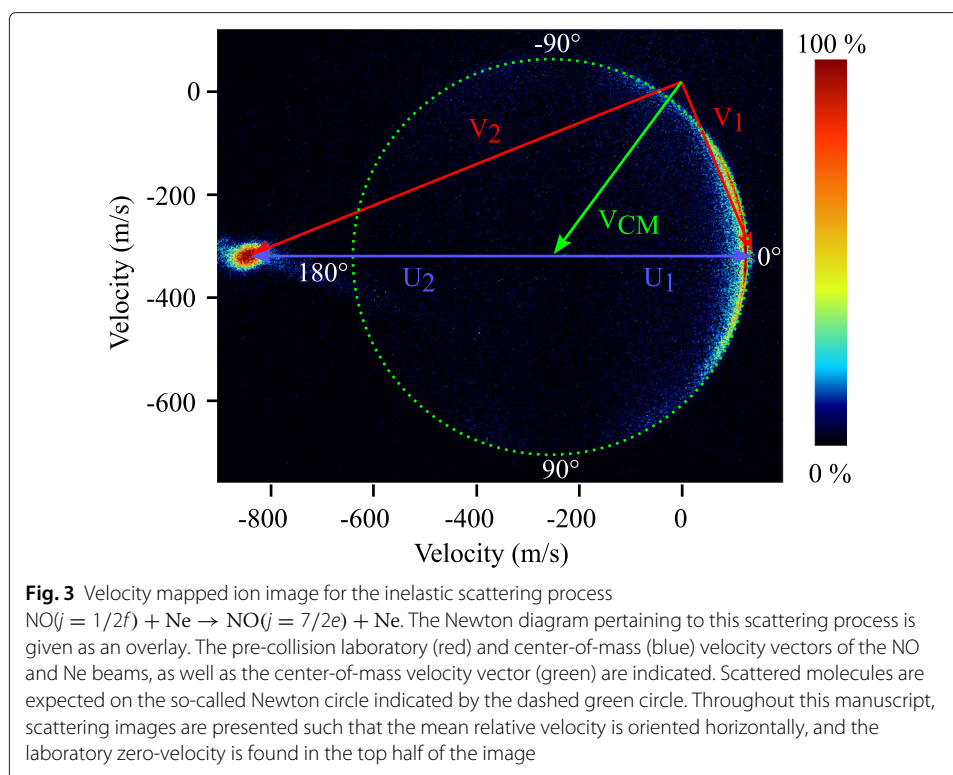 -90°
100 %
0
V2
V1
-200
VCM
0°
180°
U2
U1
-400
-600
90°
0 %
-800
-600
-400
-200
0
Velocity (m/s)
Velocity (m/s)
Fig. 3 Velocity mapped ion image for the inelastic scattering process
NO(j = 1/2f) + Ne → NO(j = 7/2e) + Ne. The Newton diagram pertaining to this scattering process is
given as an overlay. The pre-collision laboratory (red) and center-of-mass (blue) velocity vectors of the NO
and Ne beams, as well as the center-of-mass velocity vector (green) are indicated. Scattered molecules are
expected on the so-called Newton circle indicated by the dashed green circle. Throughout this manuscript,
scattering images are presented such that the mean relative velocity is oriented horizontally, and the
laboratory zero-velocity is found in the top half of the image